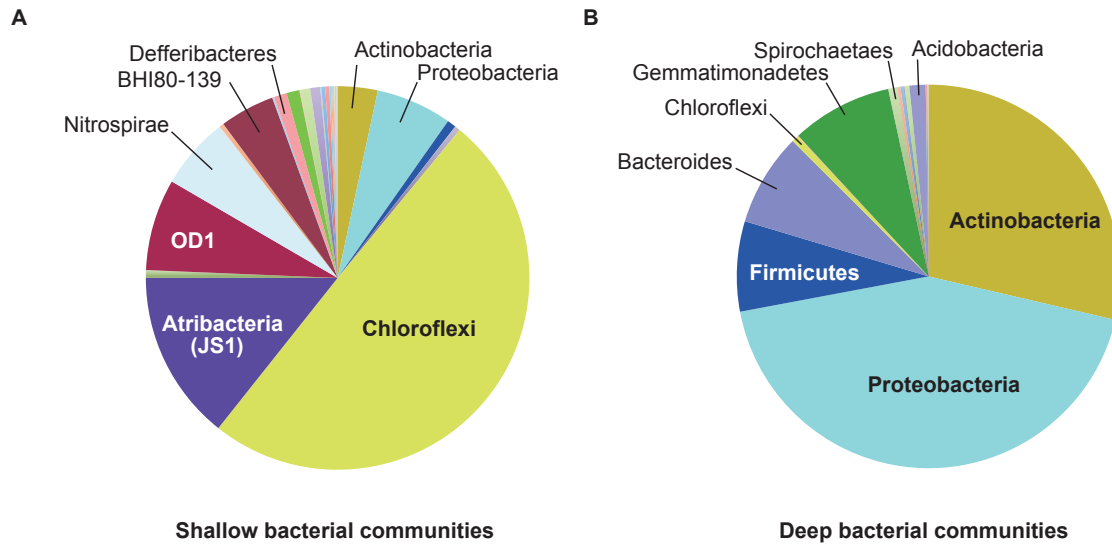 A
Defferibacteres
Actinobacteria
BHI80-139
Proteobacteria
Nitrospirae
OD1
Atribacteria
(JS1)
Chloroflexi
Shallow bacterial communities
B
Spirochaetaes
Acidobacteria
Gemmatimonadetes
Chloroflexi
Bacteroides
Actinobacteria
Firmicutes
Proteobacteria
Deep bacterial communities